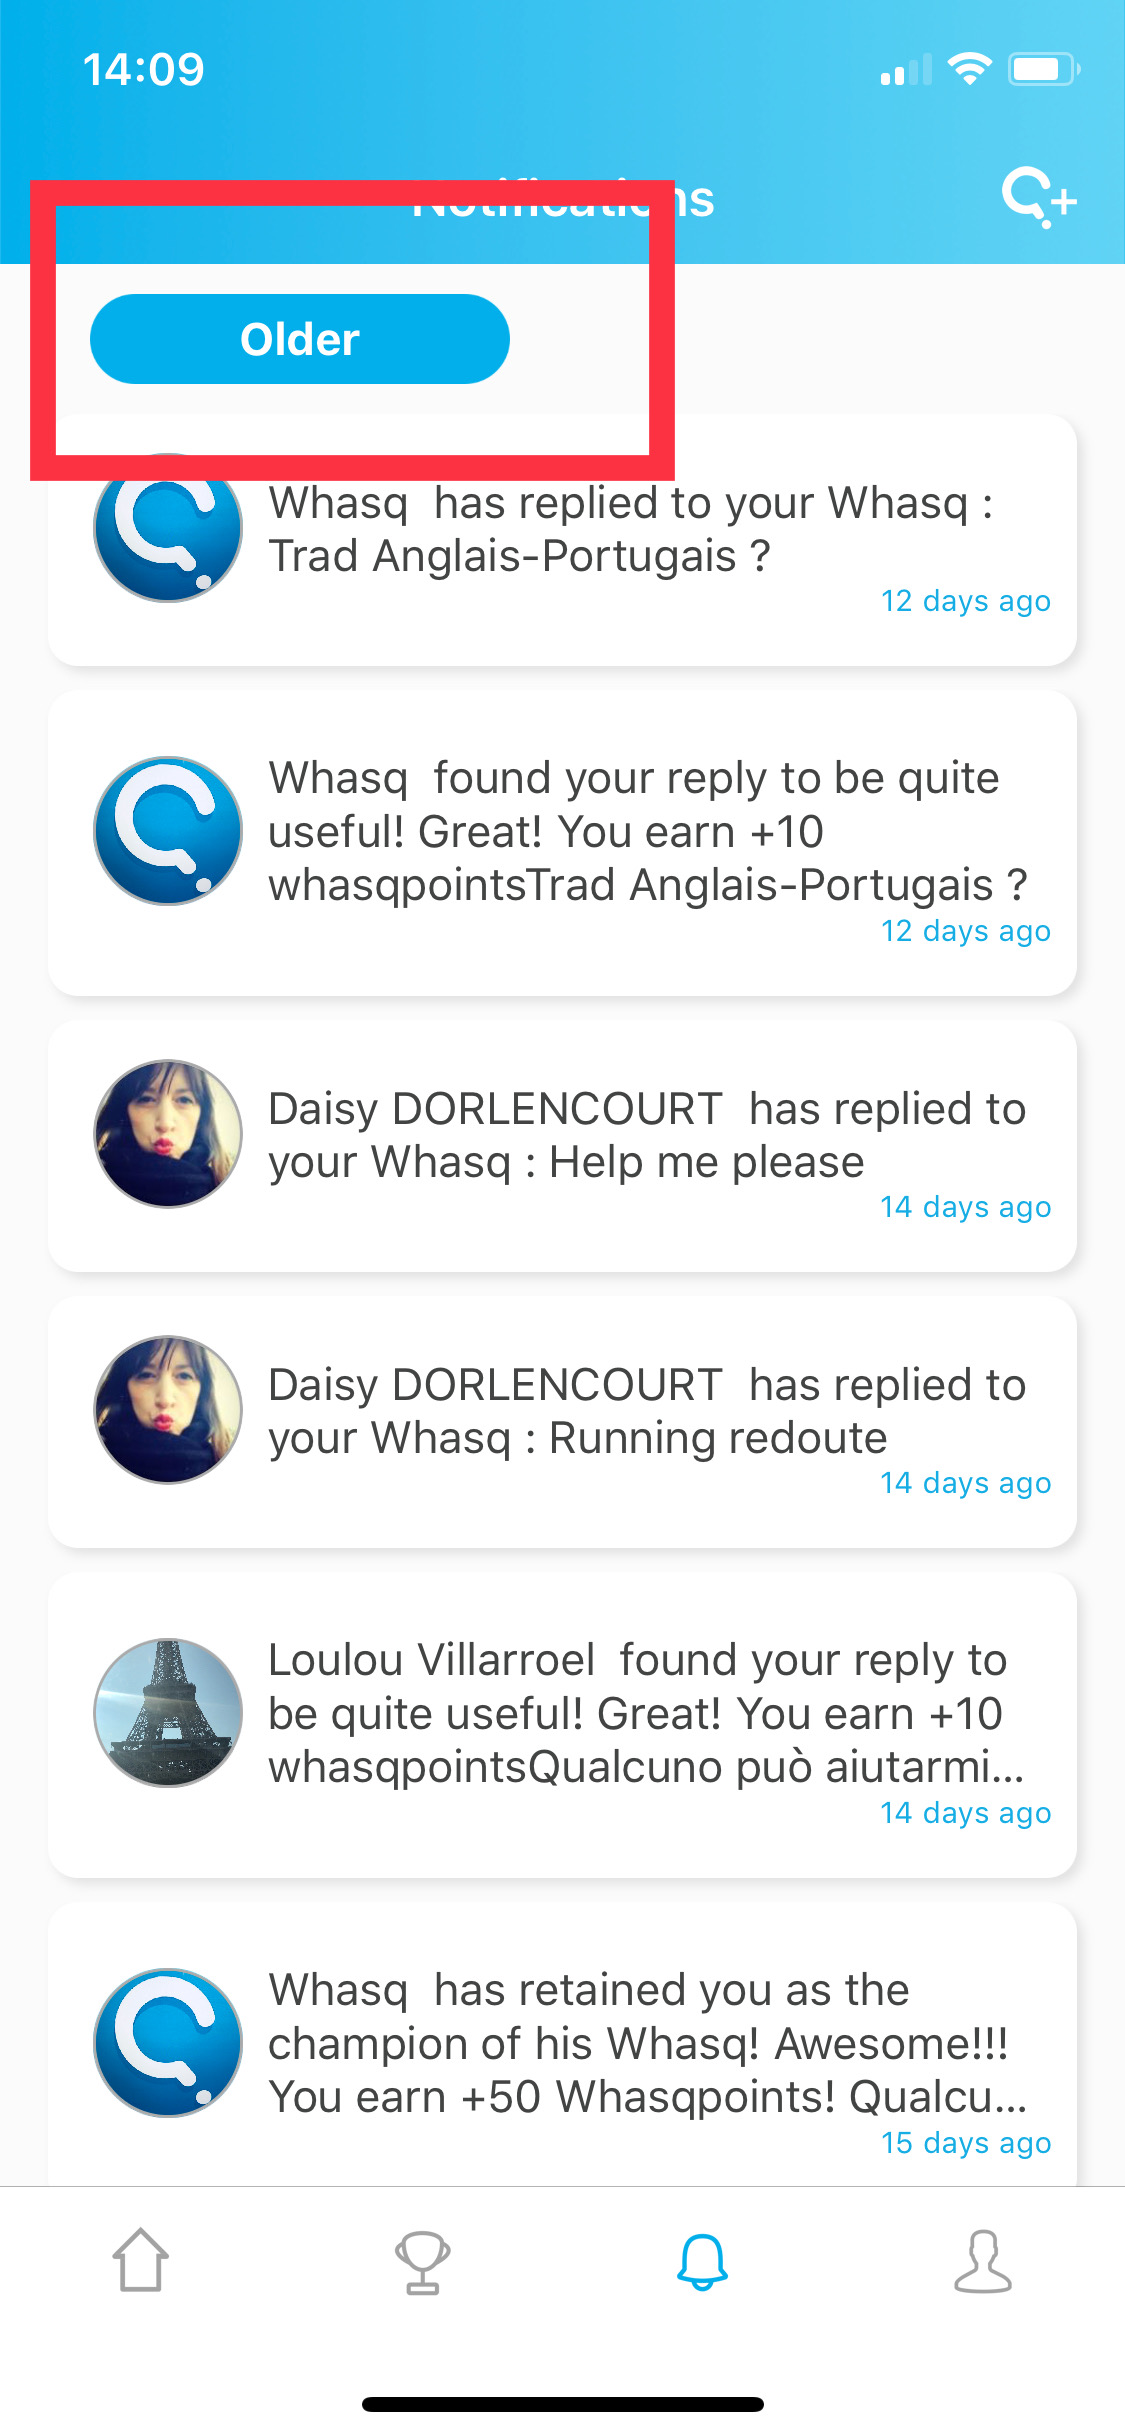 14:09
Notifications
Older
Whasq  has replied to your Whasq :
Trad Anglais-Portugais ?
12 days ago
Whasq  found your reply to be quite
useful! Great! You earn +10
whasqpointsTrad Anglais-Portugais ?
12 days ago
Daisy DORLENCOURT  has replied to
your Whasq : Help me please
14 days ago
Daisy DORLENCOURT  has replied to
your Whasq : Running redoute
14 days ago
Loulou Villarroel  found your reply to
be quite useful! Great! You earn +10
whasqpointsQualcuno può aiutarmi...
14 days ago
Whasq  has retained you as the
champion of his Whasq! Awesome!!!
You earn +50 Whasqpoints! Qualcu...
15 days ago